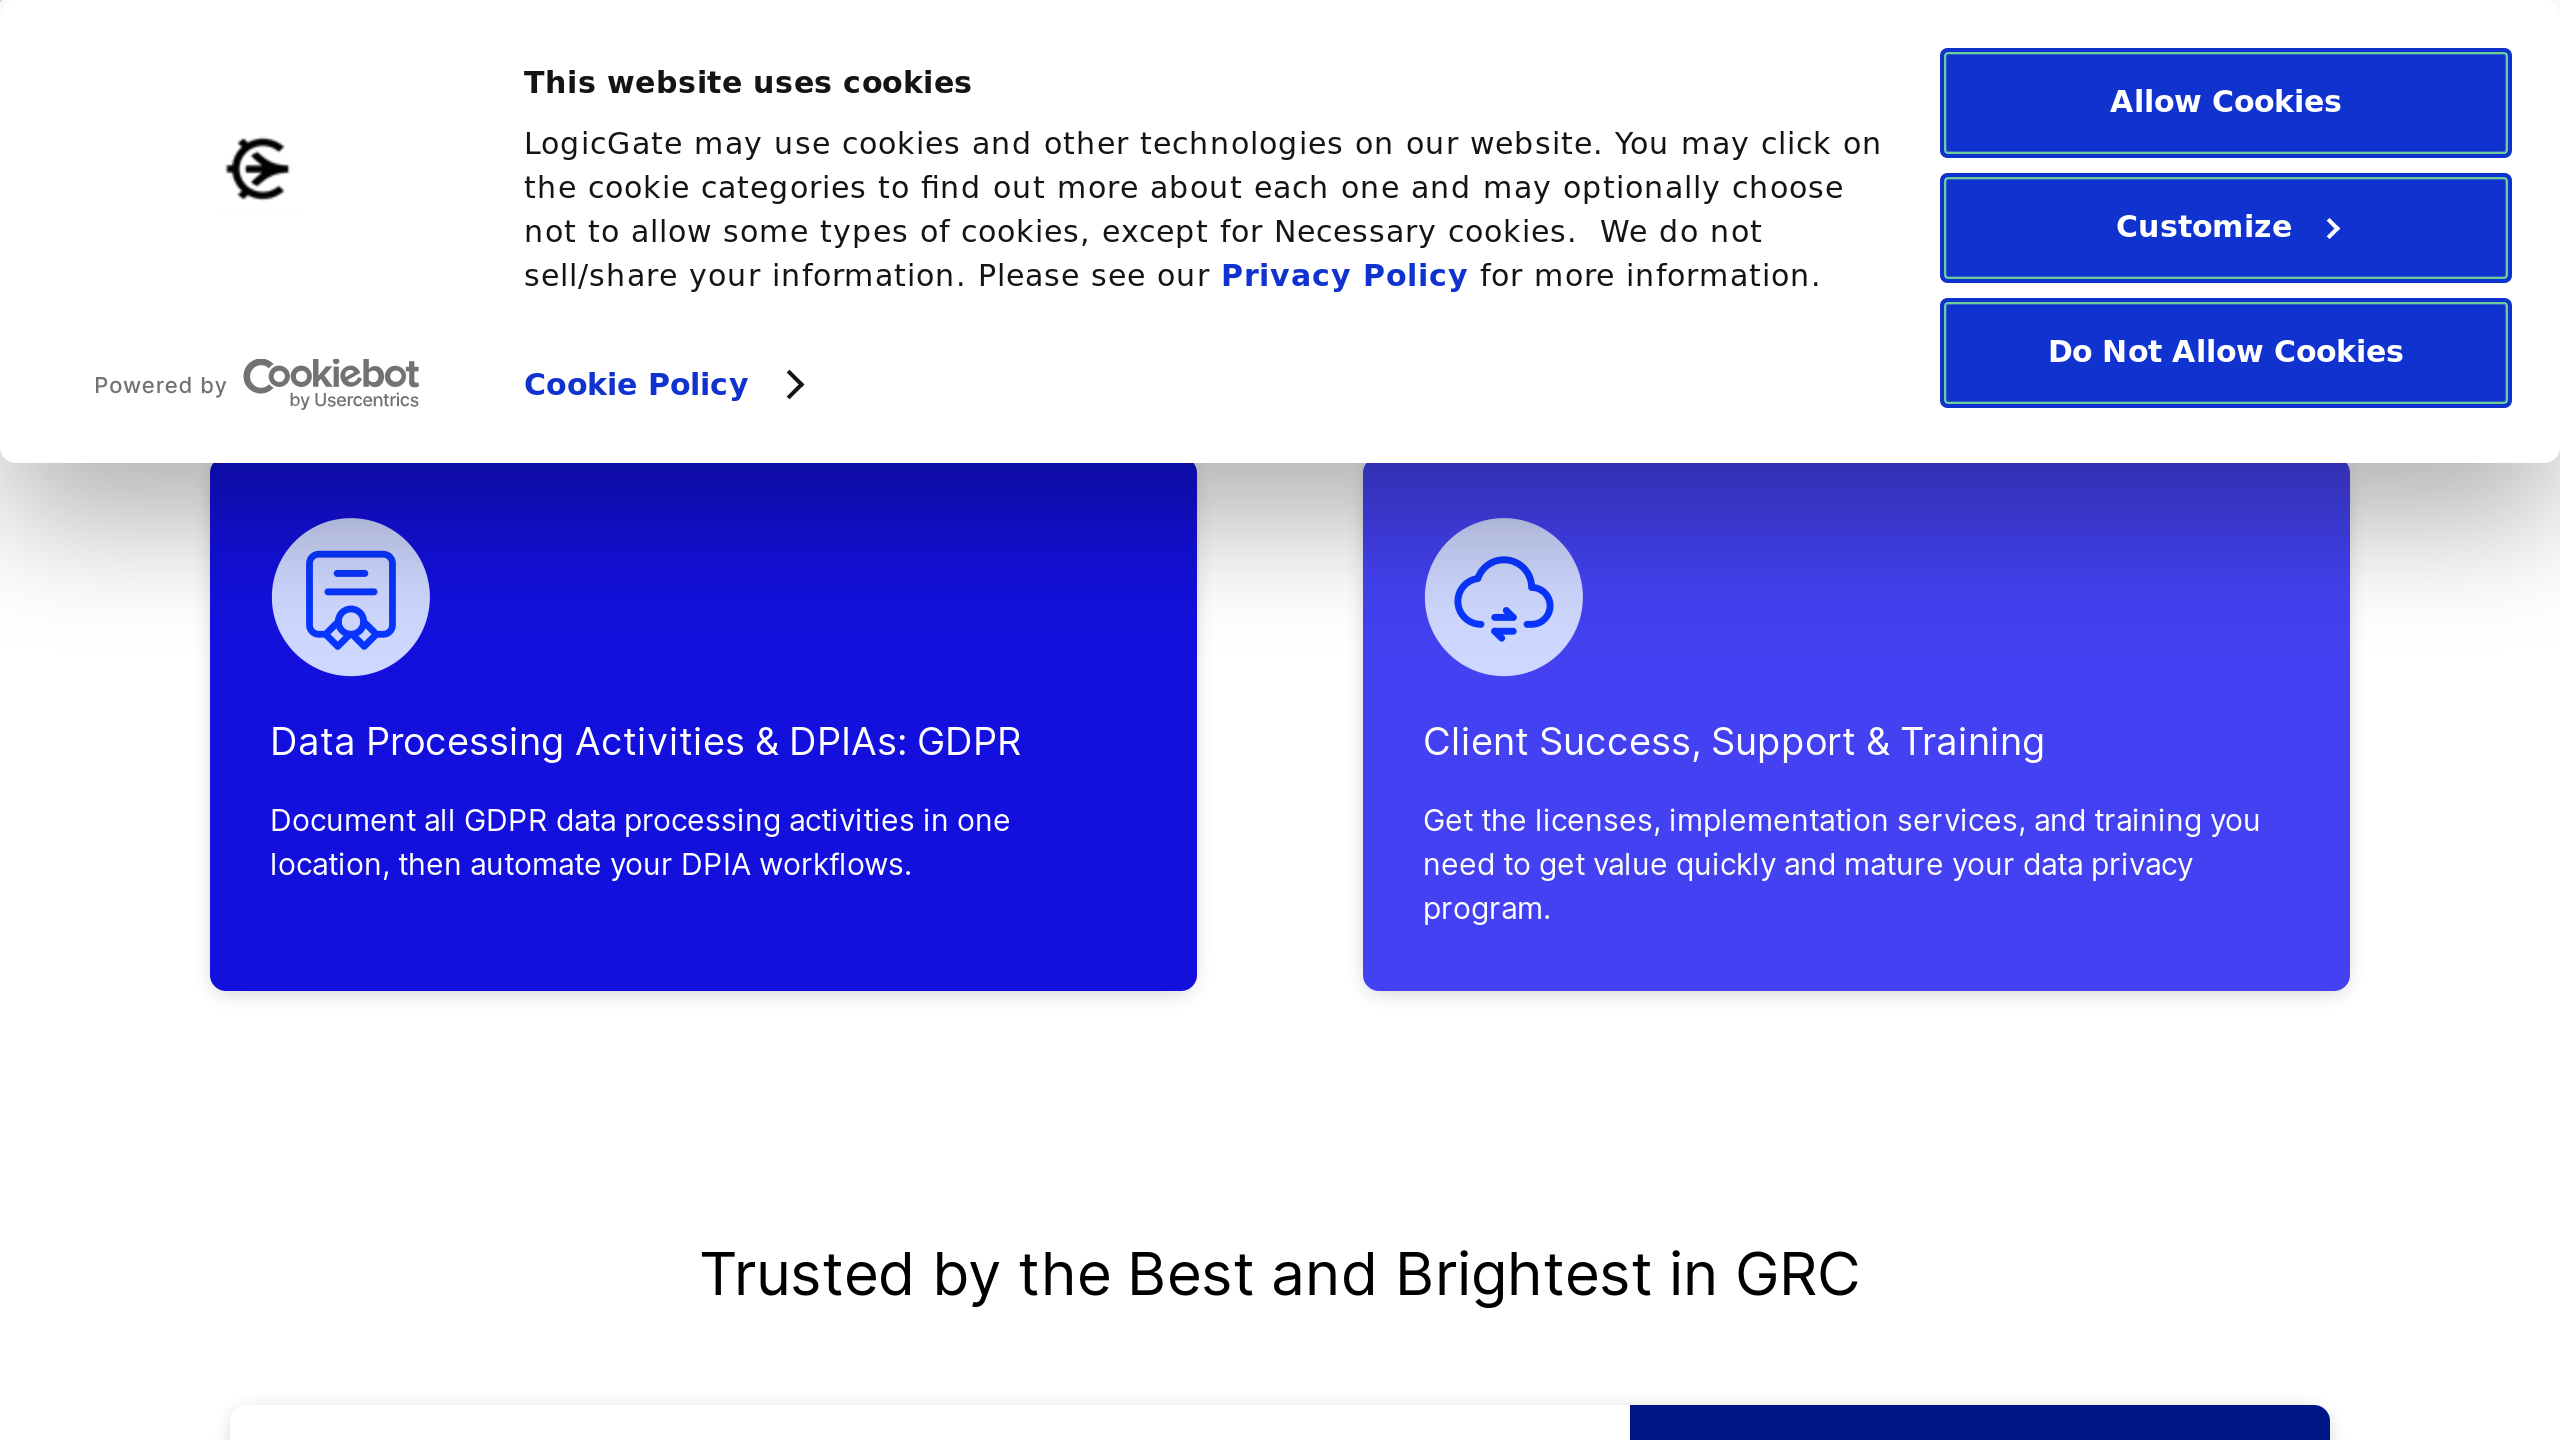 This website uses cookies
LogicGate may use cookies and other technologies on our website. You may click on
the cookie categories to find out more about each one and may optionally choose
not to allow some types of cookies, except for Necessary cookies.  We do not
sell/share your information. Please see our Privacy Policy for more information.
Powered by Cookiebot
by Usercentrics
Cookie Policy
Allow Cookies
Customize
Do Not Allow Cookies
Data Processing Activities & DPIAs: GDPR
Document all GDPR data processing activities in one
location, then automate your DPIA workflows.
Client Success, Support & Training
Get the licenses, implementation services, and training you
need to get value quickly and mature your data privacy
program.
Trusted by the Best and Brightest in GRC